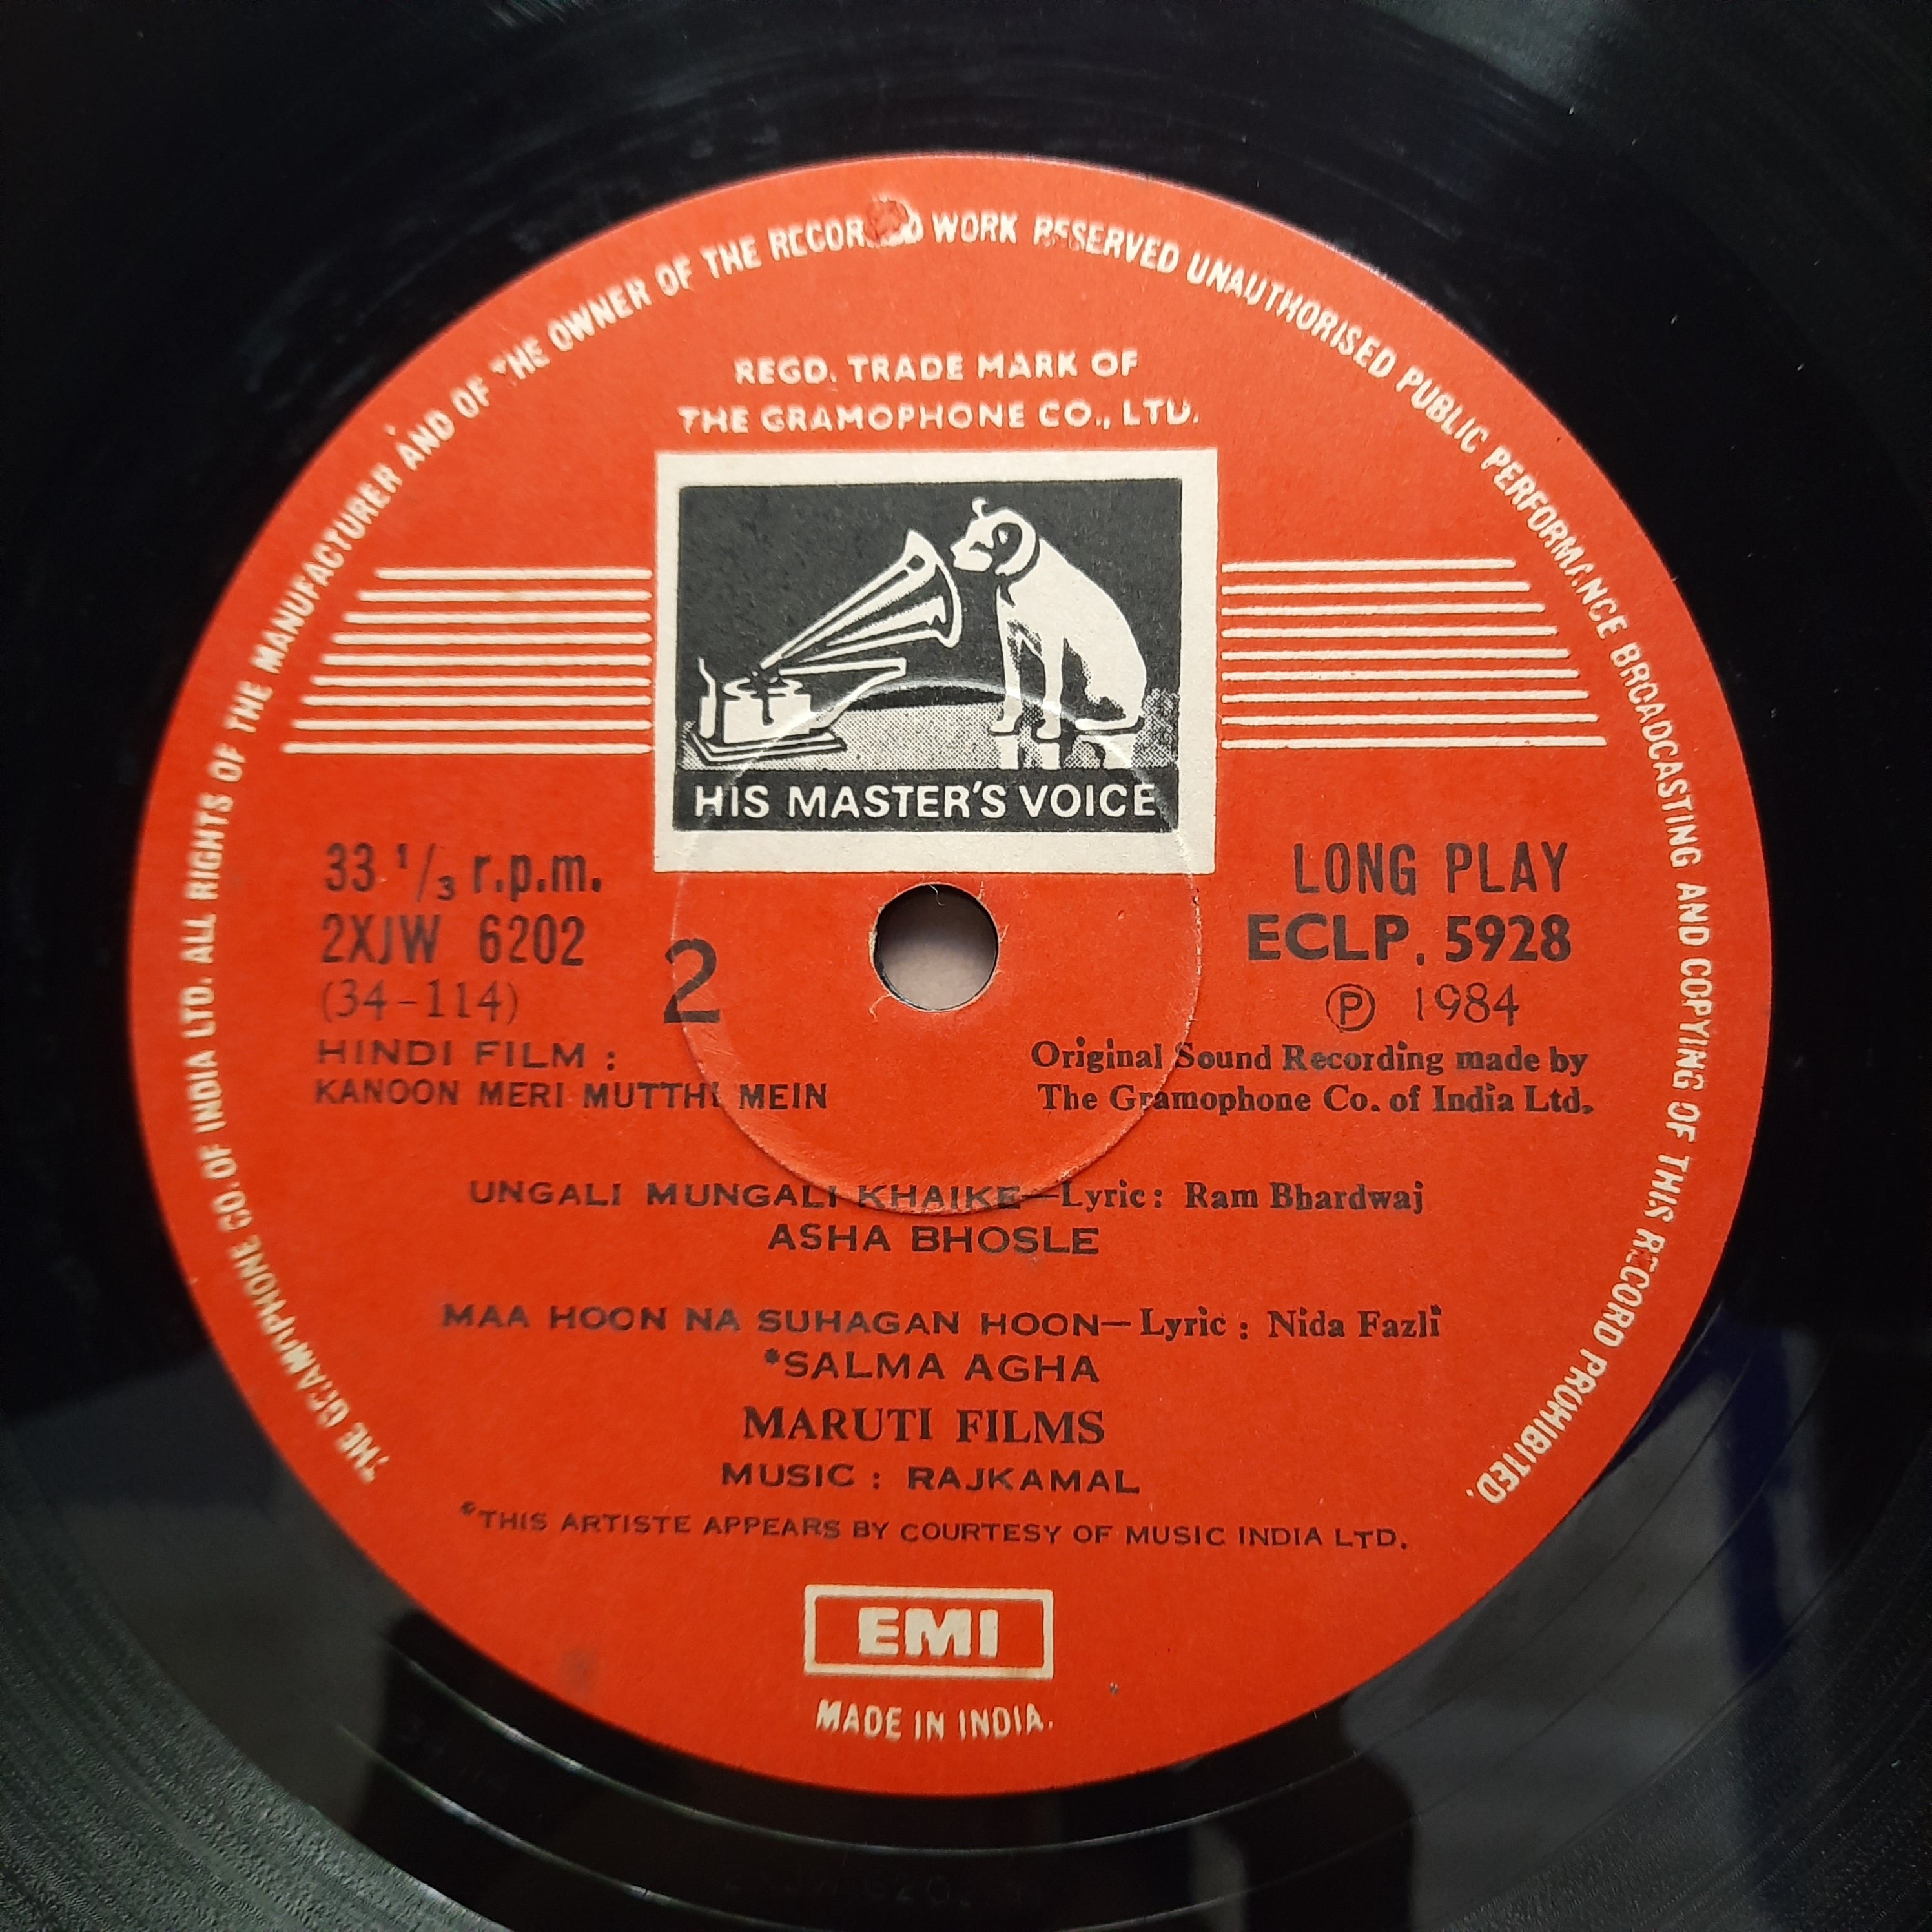 THE GRAMOPHONE CO. OF INDIA LTD. ALL RIGHTS OF THE MANUFACTURER AND OF THE OWNER OF THE RECORDED WORK RESERVED UNAUTHORISED PUBLIC PERFORMANCE BROADCASTING AND COPYING OF THIS RECORD PROHIBITED.
REGD. TRADE MARK OF
THE GRAMOPHONE CO., LTD.
HIS MASTER'S VOICE
33 1/3 r.p.m.
2XJW 6202
(34-114)
2
LONG PLAY
ECLP. 5928
℗ 1984
HINDI FILM :
KANOON MERI MUTTHI MEIN
Original Sound Recording made by
The Gramophone Co. of India Ltd.
UNGALI MUNGALI KHAIKE—Lyric : Ram Bhardwaj
ASHA BHOSLE
MAA HOON NA SUHAGAN HOON—Lyric : Nida Fazli
*SALMA AGHA
MARUTI FILMS
MUSIC : RAJKAMAL
*THIS ARTISTE APPEARS BY COURTESY OF MUSIC INDIA LTD.
EMI
MADE IN INDIA.